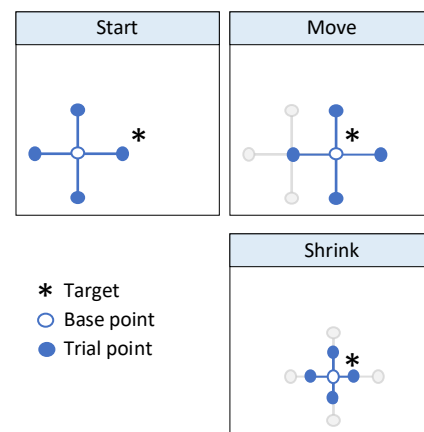 Start
Move
Shrink
* Target
Base point
Trial point